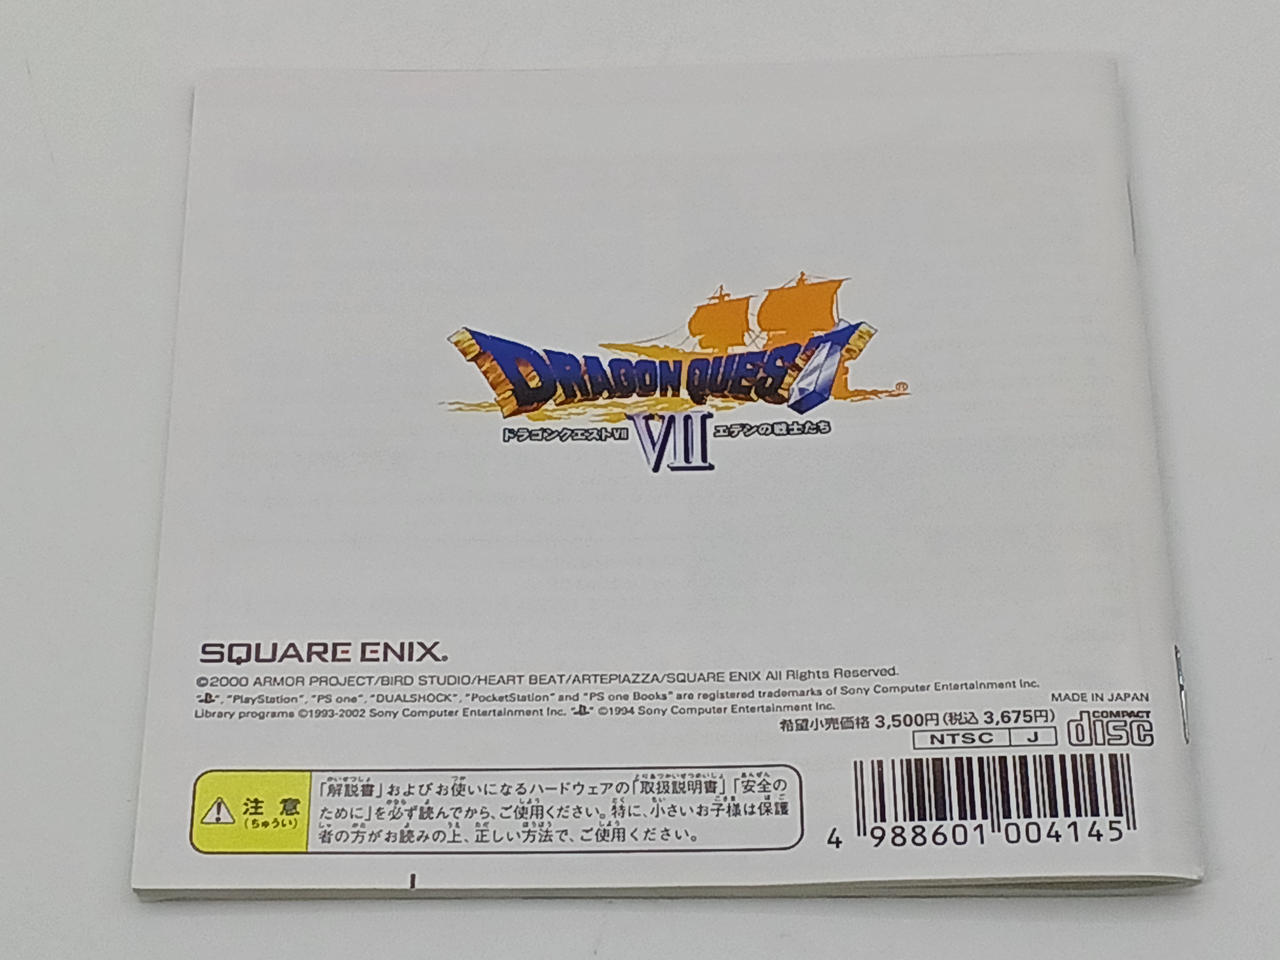 DRAGON QUEST ®
ドラゴンクエストVII VII エデンの戦士たち
SQUARE ENIX.
©2000 ARMOR PROJECT/BIRD STUDIO/HEART BEAT/ARTEPIAZZA/SQUARE ENIX All Rights Reserved.
" ", "PlayStation", "PS one", "DUALSHOCK", "PocketStation" and "PS one Books" are registered trademarks of Sony Computer Entertainment Inc.
Library programs ©1993-2002 Sony Computer Entertainment Inc. " " ©1994 Sony Computer Entertainment Inc.
MADE IN JAPAN
希望小売価格 3,500円(税込 3,675円)
NTSC J
COMPACT disc
注意
(ちゅうい)
「解説書」およびお使いになるハードウェアの「取扱説明書」「安全の
ために」を必ず読んでから、ご使用ください。特に、小さいお子様は保護
者の方がお読みの上、正しい方法で、ご使用ください。
4 988601 004145